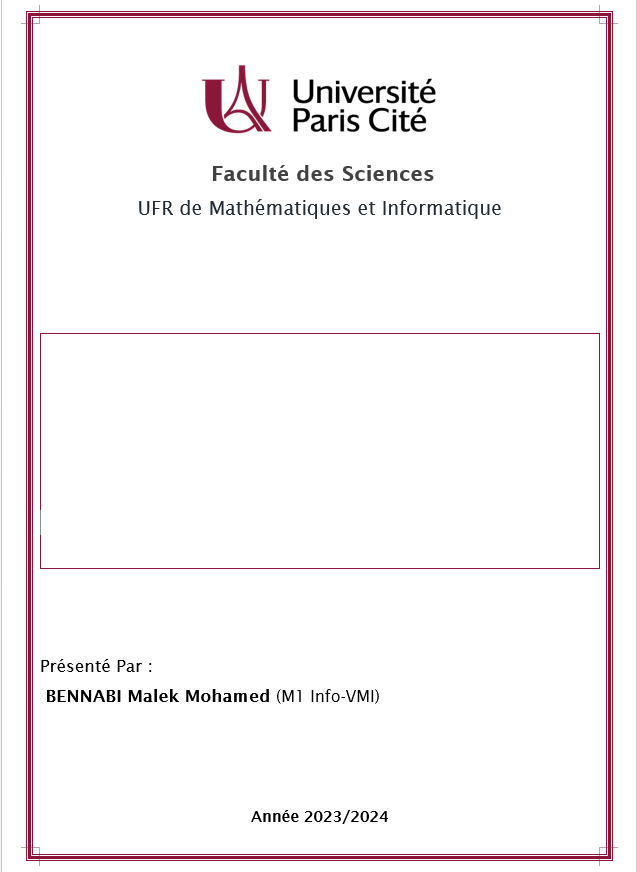 Université
Paris Cité
Faculté des Sciences
UFR de Mathématiques et Informatique
Présenté Par :
BENNABI Malek Mohamed (M1 Info-VMI)
Année 2023/2024